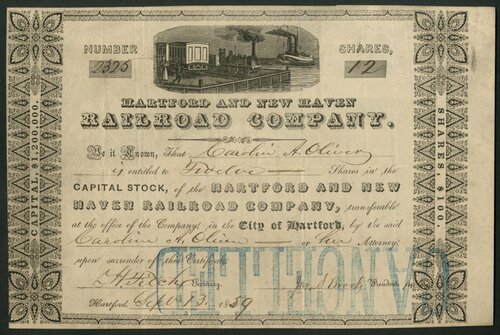 NUMBER
2325
SHARES,
12
HARTFORD AND NEW HAVEN
RAILROAD COMPANY.
Be it Known, That Carolin A. Oliver
is entitled to Twelve Shares in the
CAPITAL STOCK, of the HARTFORD AND NEW
HAVEN RAILROAD COMPANY, transferable
at the office of the Company, in the City of Hartford, by the said
Caroline A. Oliver or her Attorney,
upon surrender of this Certificate.
H. Fitch Secretary President
Hartford, Sept 13. 1859
CAPITAL, $1,200,000.
SHARES, $100.
CANCELLED